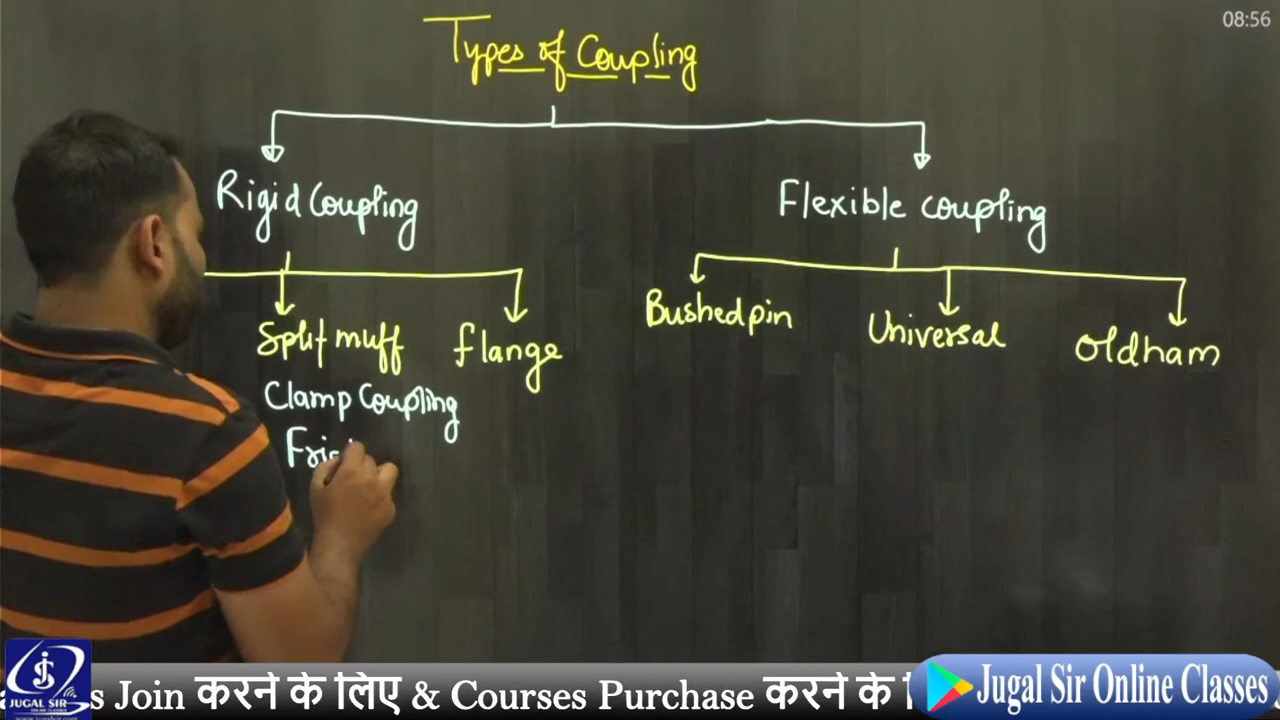 08:56
Types of Coupling
Rigid Coupling
Flexible coupling
Split muff
flange
Bushed pin
Universal
oldham
Clamp Coupling
Join करने के लिए & Courses Purchase करने के
Jugal Sir Online Classes
JS
JUGAL SIR